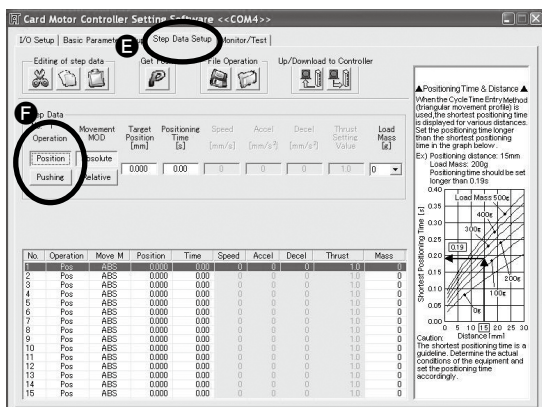 Card Motor Controller Setting Software <<COM4>>
I/O Setup Basic Parameter Step Data Setup Monitor/Test
E
Editing of step data File Operation Up/Download to Controller
F
Step Data
Operation Movement MOD Target Position [mm] Positioning Time [s] Speed [mm/s] Accel [mm/s²] Decel [mm/s²] Thrust Setting Value Load Mass [g]
Position Absolute 0.000 0.00 0 0 0 1.0 0
Pushing Relative
No. Operation Move M Position Time Speed Accel Decel Thrust Mass
1 Pos ABS 0.000 0.00 0 0 0 1.0 0
2 Pos ABS 0.000 0.00 0 0 0 1.0 0
3 Pos ABS 0.000 0.00 0 0 0 1.0 0
4 Pos ABS 0.000 0.00 0 0 0 1.0 0
5 Pos ABS 0.000 0.00 0 0 0 1.0 0
6 Pos ABS 0.000 0.00 0 0 0 1.0 0
7 Pos ABS 0.000 0.00 0 0 0 1.0 0
8 Pos ABS 0.000 0.00 0 0 0 1.0 0
9 Pos ABS 0.000 0.00 0 0 0 1.0 0
10 Pos ABS 0.000 0.00 0 0 0 1.0 0
11 Pos ABS 0.000 0.00 0 0 0 1.0 0
12 Pos ABS 0.000 0.00 0 0 0 1.0 0
13 Pos ABS 0.000 0.00 0 0 0 1.0 0
14 Pos ABS 0.000 0.00 0 0 0 1.0 0
15 Pos ABS 0.000 0.00 0 0 0 1.0 0
▲Positioning Time & Distance▲
When the Cycle Time Entry Method
(triangular movement profile) is
used,the shortest positioning time
is displayed for various distances.
Set the positioning time longer
than the shortest positioning
time in the graph below.
Ex) Positioning distance: 15mm
Load Mass: 200g
Positioning time should be set
longer than 0.19s
Shortest Positioning Time [s]
0.40
0.35
0.30
0.25
0.20
0.15
0.10
0.05
0.00
0.19
Load Mass 500g
400g
300g
200g
100g
0g
0 5 10 15 20 25 30
Distance [mm]
Caution:
The shortest positioning time is a
guideline. Determine the actual
conditions of the equipment and
set the positioning time
accordingly.